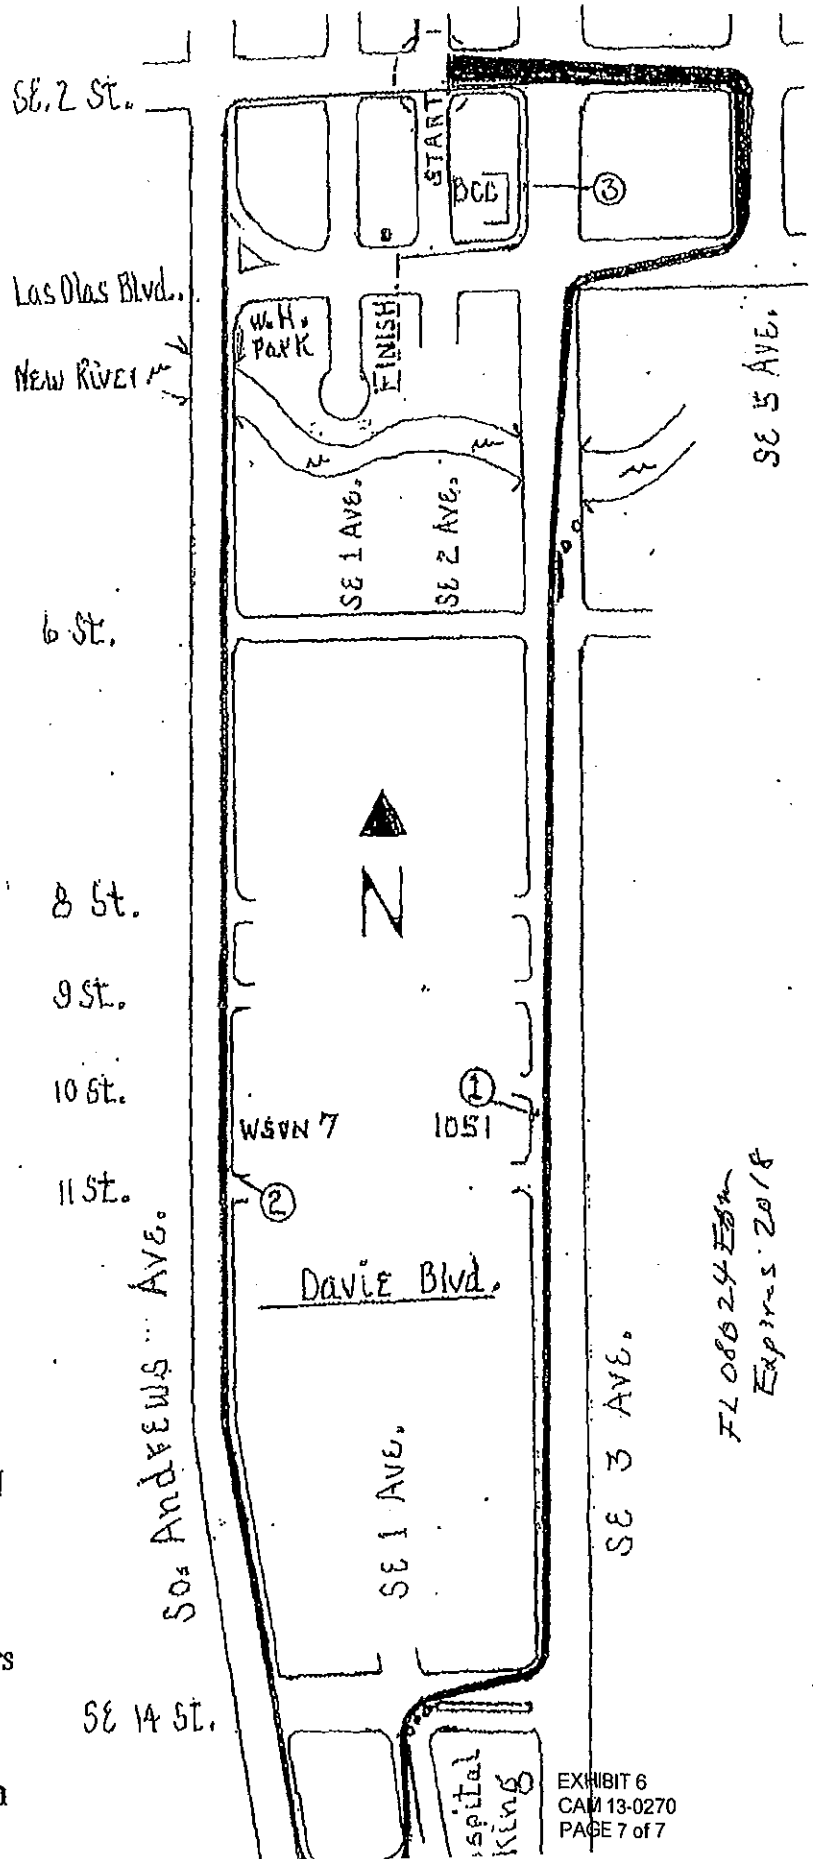 SE. 2 St.
START
BCC
3
Las Olas Blvd.
W.H.
Park
FINISH
New River
SE 5 AVE.
SE 1 AVE.
SE 2 AVE.
6 St.
N
8 St.
9 St.
10 St.
1
WSVN 7
1051
11 St.
2
Davie Blvd.
So. Andrews Ave.
SE 1 AVE.
SE 3 AVE.
Expires 2018
SE 14 St.
spital
King
EXHIBIT 6
CAM 13-0270
PAGE 7 of 7